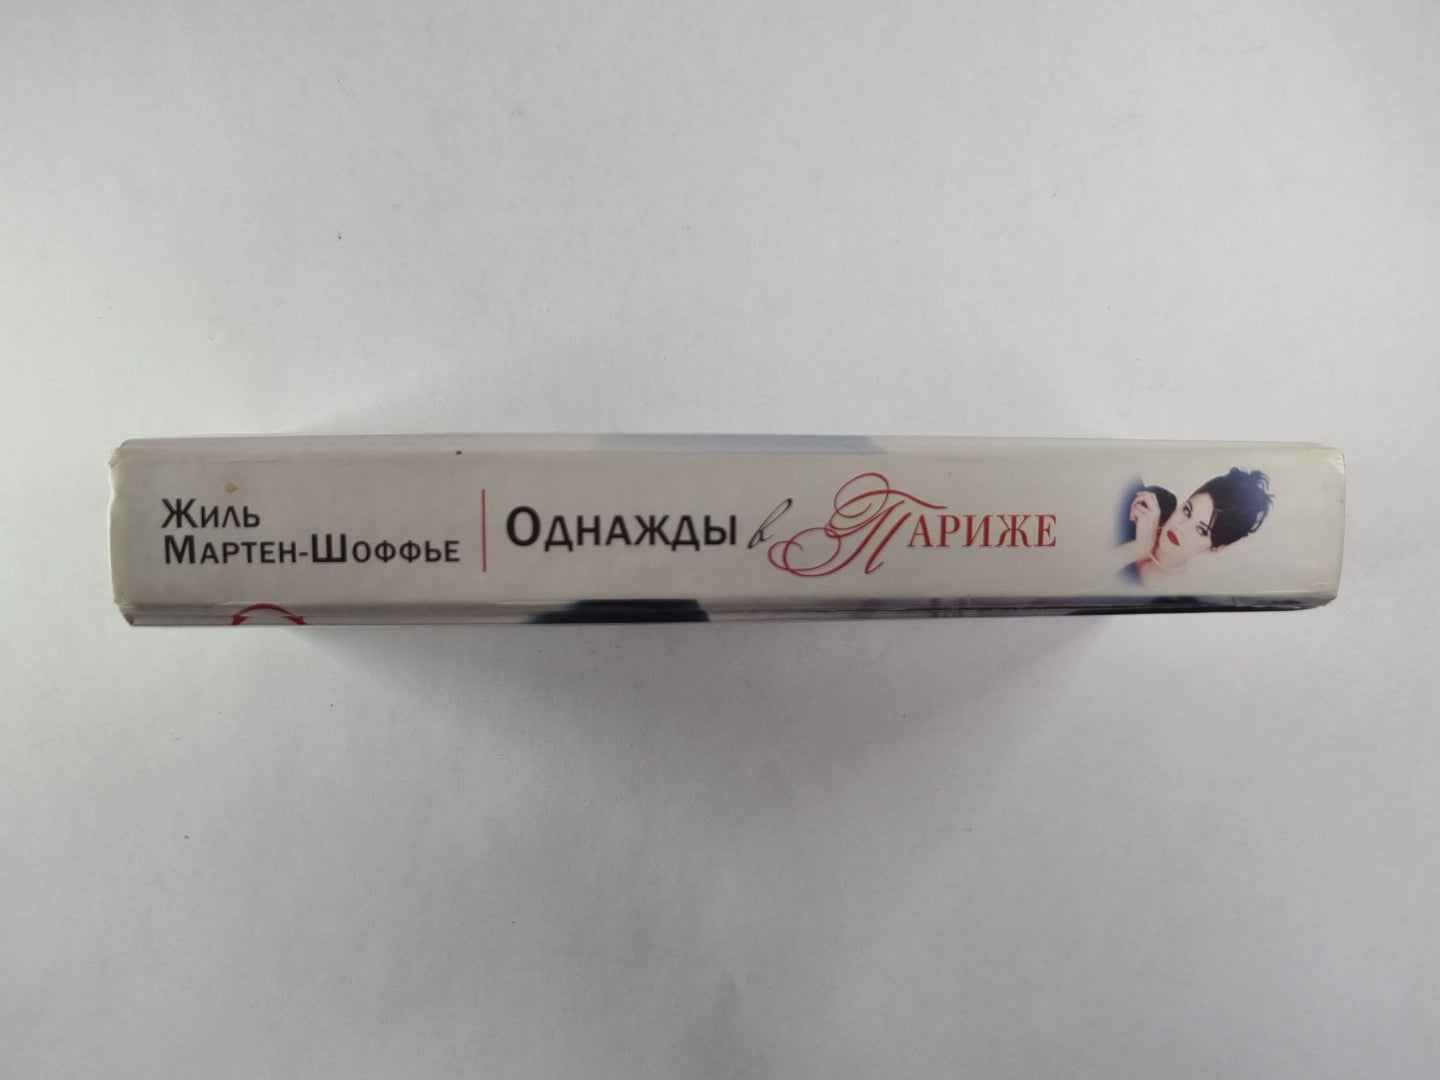 Жиль
Мартен-Шоффье
Однажды в Париже